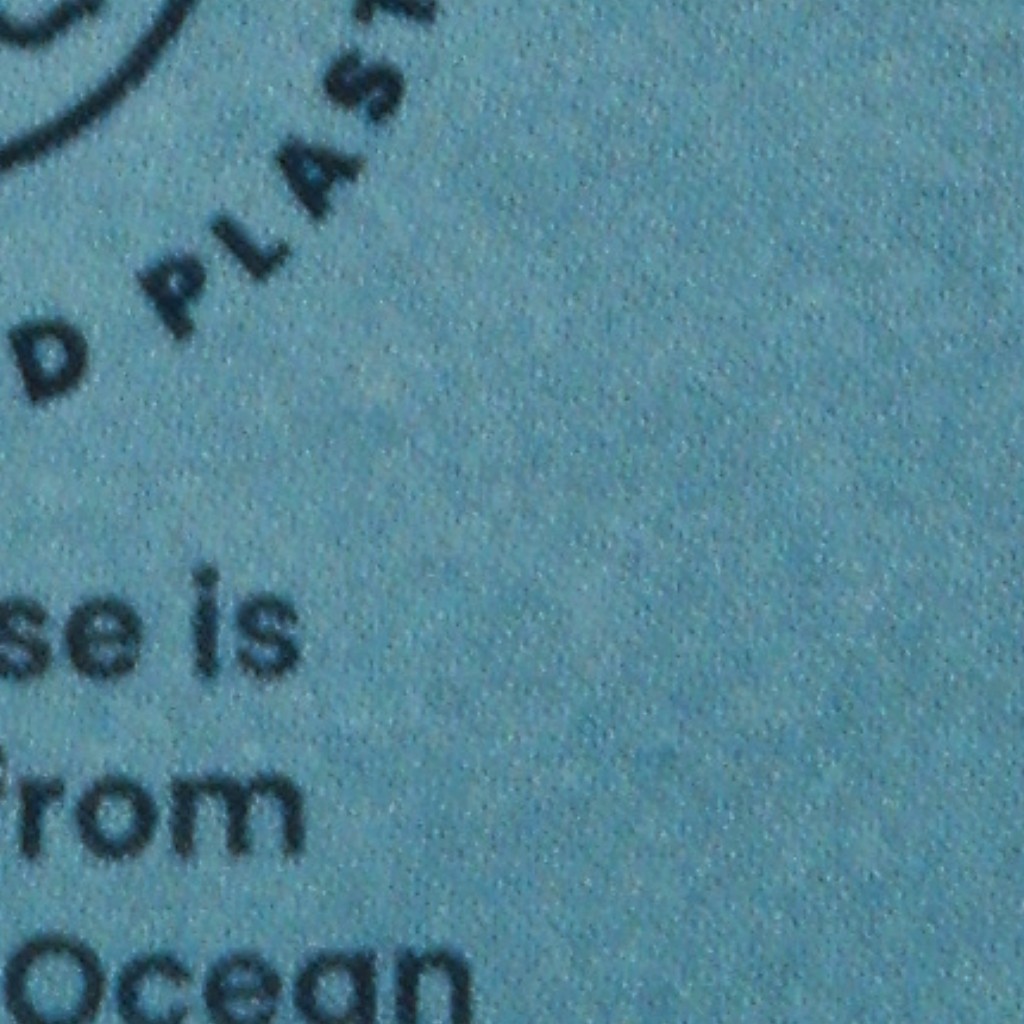 D PLAST
se is
from
Ocean